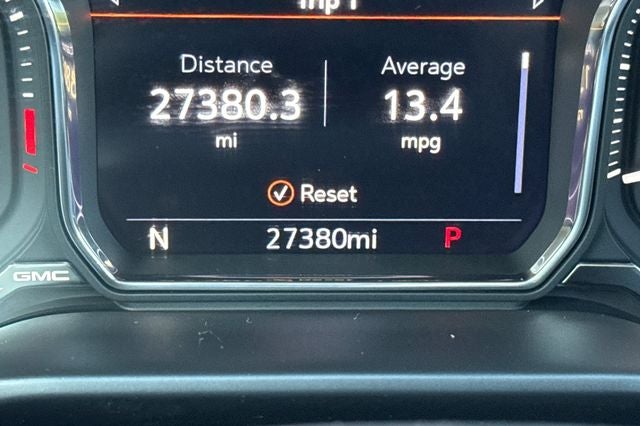 Trip 1
Distance
Average
27380.3
13.4
mi
mpg
Reset
N 27380mi P
GMC